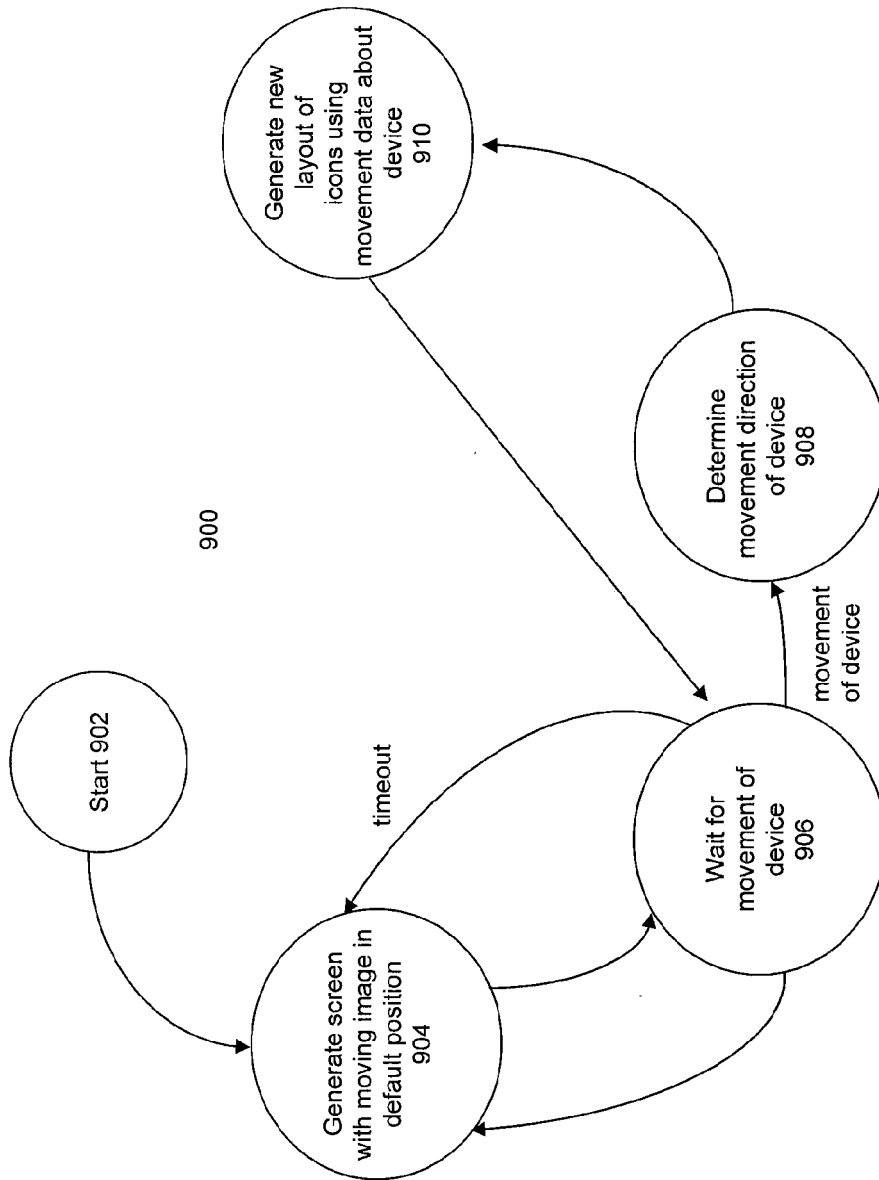 900
Start 902
Generate screen
with moving image in
default position
904
timeout
Wait for
movement of
device
906
movement
of device
Determine
movement direction
of device
908
Generate new
layout of
icons using
movement data about
device
910